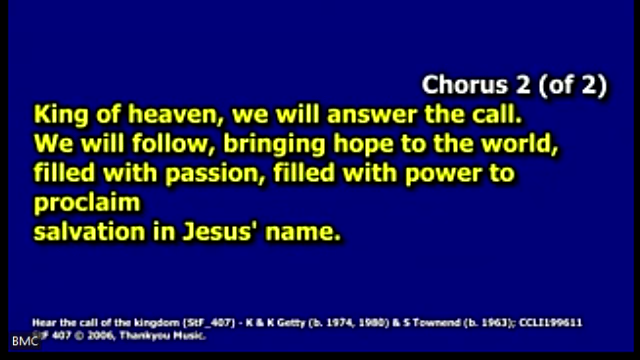 Chorus 2 (of 2)
King of heaven, we will answer the call.
We will follow, bringing hope to the world,
filled with passion, filled with power to
proclaim
salvation in Jesus' name.
Hear the call of the kingdom (StF_407) - K & K Getty (b. 1974, 1980) & S Townend (b. 1963); CCLI199611
StF 407 © 2006, Thankyou Music.
BMC